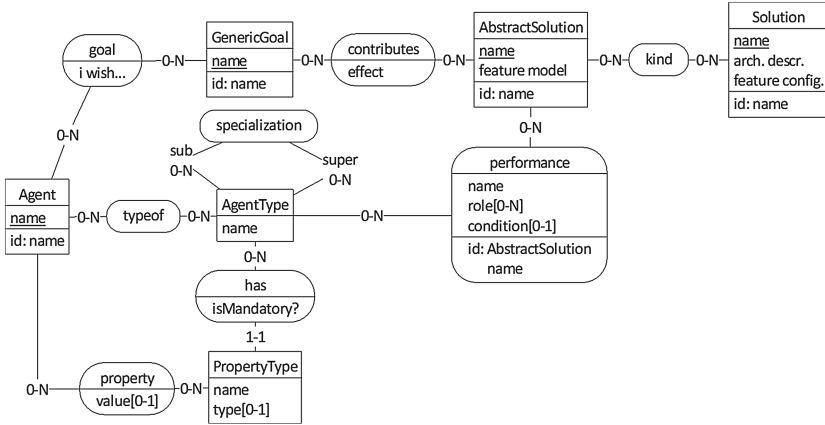 goal
i wish...
0-N
GenericGoal
name
id: name
0-N
contributes
effect
0-N
AbstractSolution
name
feature model
id: name
0-N
kind
0-N
Solution
name
arch. descr.
feature config.
id: name
0-N
specialization
sub
0-N
super
0-N
0-N
performance
name
role[0-N]
condition[0-1]
id: AbstractSolution
name
Agent
name
id: name
0-N
typeof
0-N
AgentType
name
0-N
0-N
has
isMandatory?
1-1
PropertyType
name
type[0-1]
0-N
property
value[0-1]
0-N